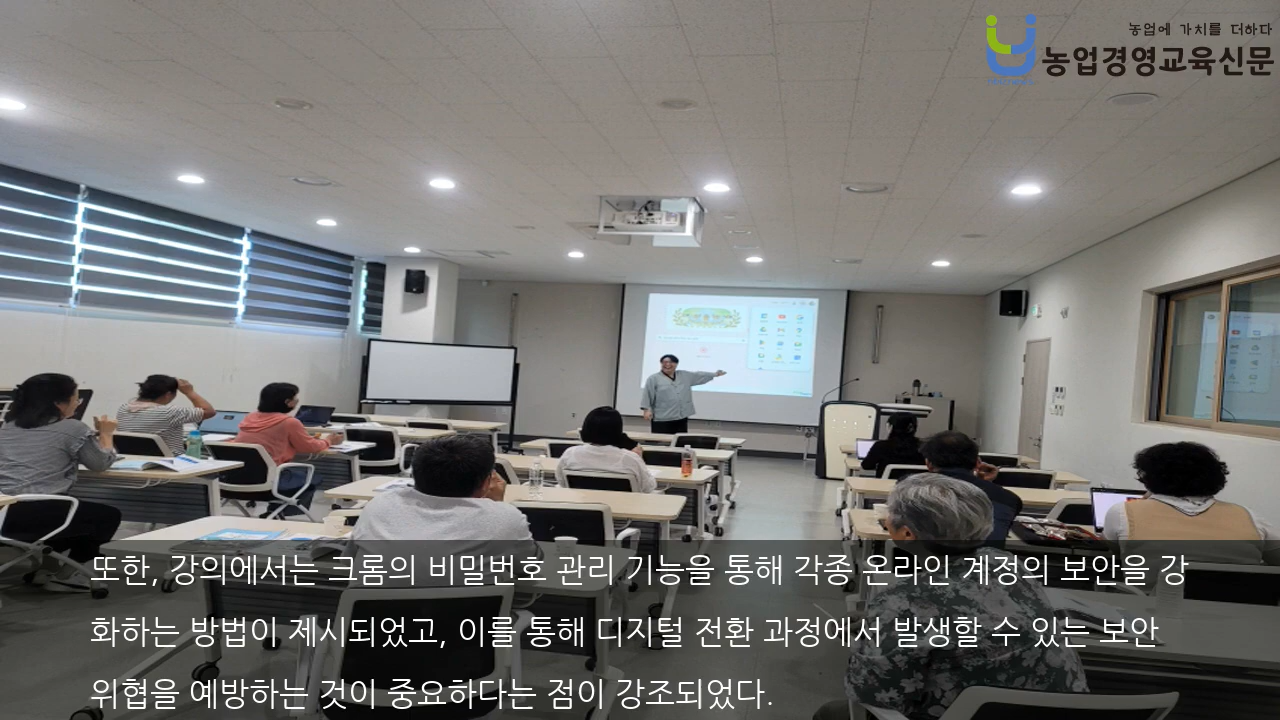 농업에 가치를 더하다
농업경영교육신문
또한, 강의에서는 크롬의 비밀번호 관리 기능을 통해 각종 온라인 계정의 보안을 강
화하는 방법이 제시되었고, 이를 통해 디지털 전환 과정에서 발생할 수 있는 보안
위협을 예방하는 것이 중요하다는 점이 강조되었다.